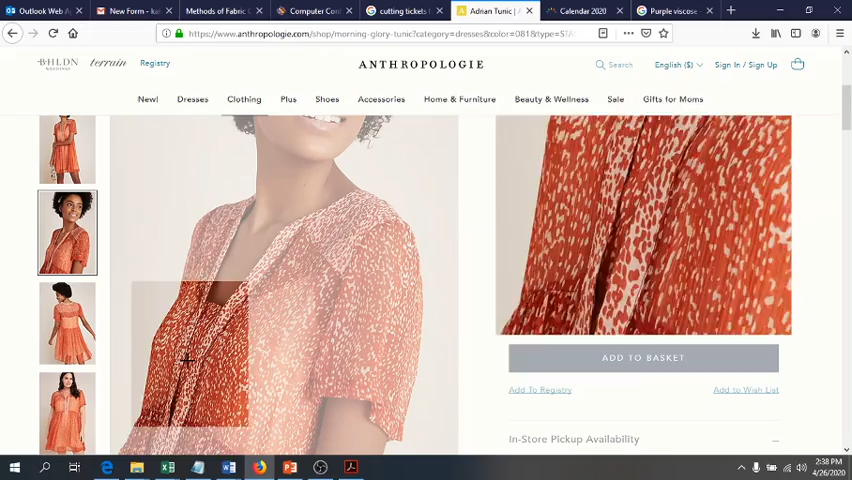 Outlook Web A
New Form - ka
Methods of Fabric C
Computer Con
cutting tickets f
Adrian Tunic | A
Calendar 2020
Purple viscose
https://www.anthropologie.com/shop/morning-glory-tunic?category=dresses&color=081&type=STA
BHLDN
WEDDINGS
terrain
Registry
ANTHROPOLOGIE
Search
English ($)
Sign In / Sign Up
New!
Dresses
Clothing
Plus
Shoes
Accessories
Home & Furniture
Beauty & Wellness
Sale
Gifts for Moms
ADD TO BASKET
Add To Registry
Add to Wish List
In-Store Pickup Availability
2:38 PM
4/26/2020